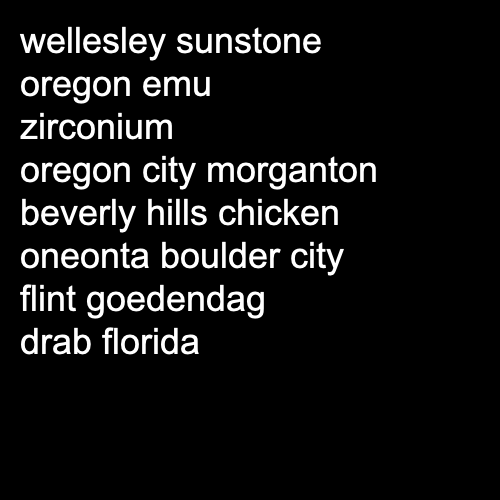 wellesley sunstone
oregon emu
zirconium
oregon city morganton
beverly hills chicken
oneonta boulder city
flint goedendag
drab florida